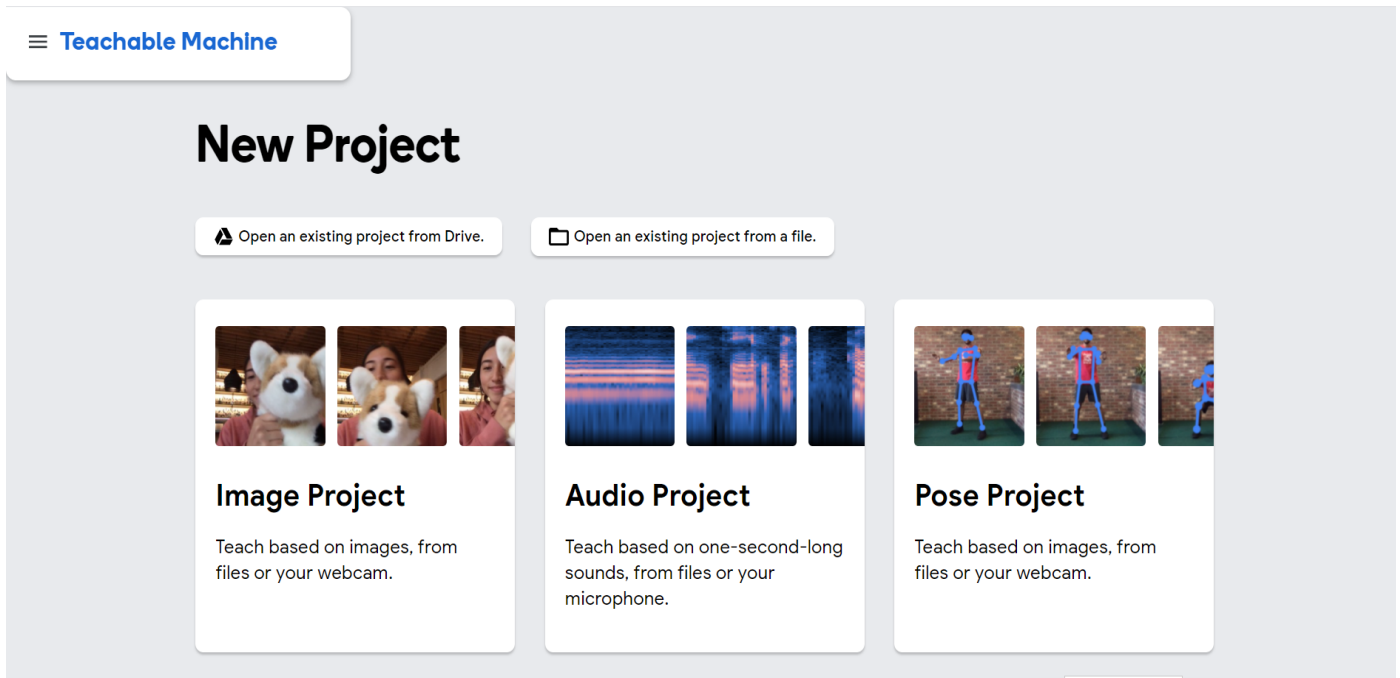 Teachable Machine
New Project
Open an existing project from Drive.
Open an existing project from a file.
Image Project
Teach based on images, from
files or your webcam.
Audio Project
Teach based on one-second-long
sounds, from files or your
microphone.
Pose Project
Teach based on images, from
files or your webcam.